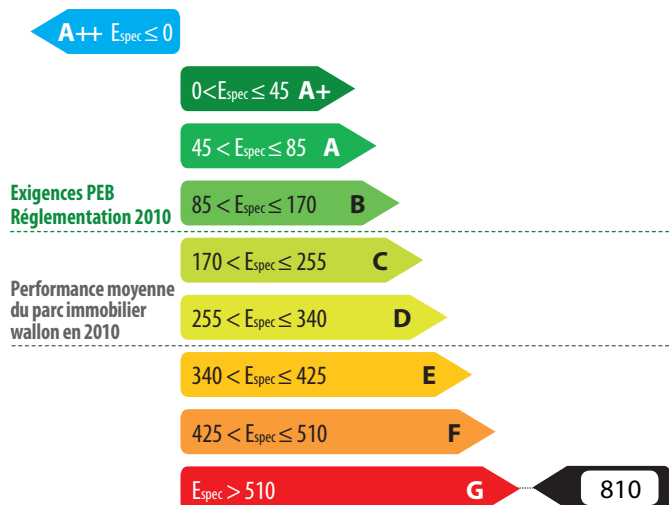 A++ Espec ≤ 0
0<Espec ≤ 45 A+
45 < Espec ≤ 85 A
Exigences PEB
Réglementation 2010
85 < Espec ≤ 170 B
170 < Espec ≤ 255 C
Performance moyenne
du parc immobilier
wallon en 2010
255 < Espec ≤ 340 D
340 < Espec ≤ 425 E
425 < Espec ≤ 510 F
Espec > 510 G 810